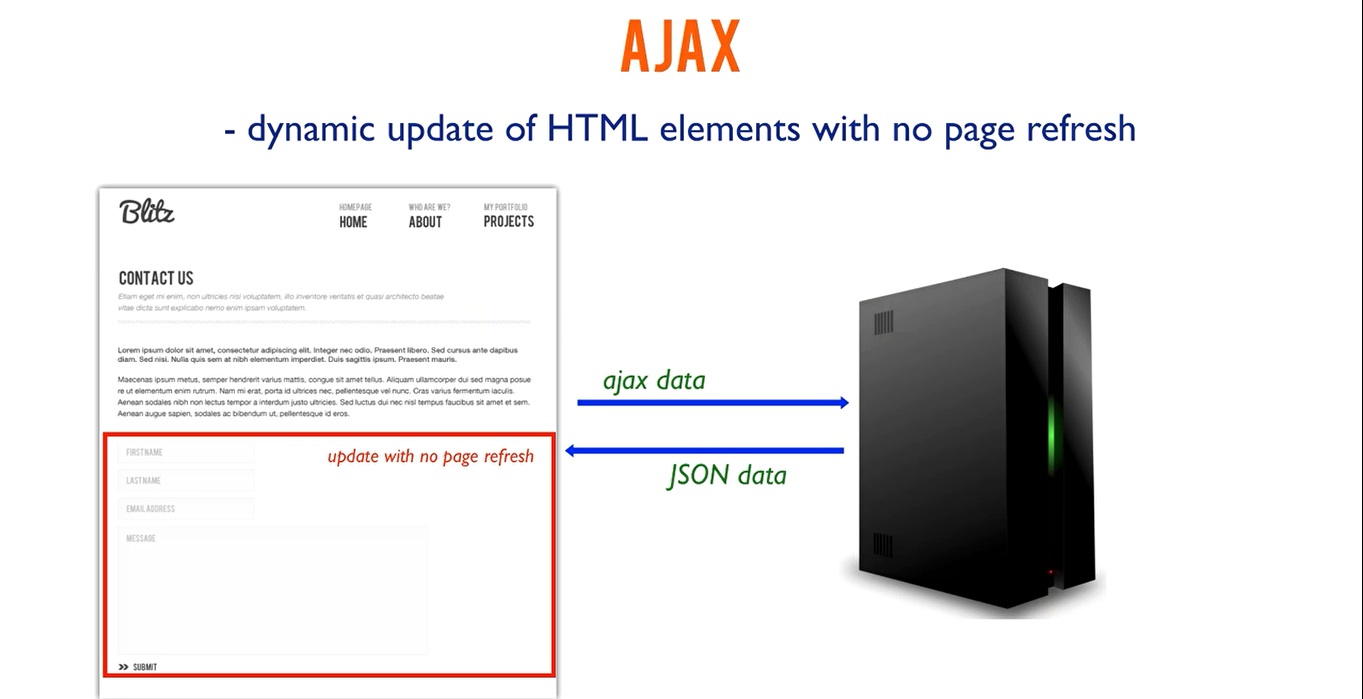 AJAX
- dynamic update of HTML elements with no page refresh
Blitz
HOMEPAGE
HOME
WHO ARE WE?
ABOUT
MY PORTFOLIO
PROJECTS
CONTACT US
Etiam eget mi enim, non ultricies nisi voluptatem, illo inventore veritatis et quasi architecto beatae
vitae dicta sunt explicabo nemo enim ipsam voluptatem.
Lorem ipsum dolor sit amet, consectetur adipiscing elit. Integer nec odio. Praesent libero. Sed cursus ante dapibus
diam. Sed nisi. Nulla quis sem at nibh elementum imperdiet. Duis sagittis ipsum. Praesent mauris.
Maecenas ipsum metus, semper hendrerit varius mattis, congue sit amet tellus. Aliquam ullamcorper dui sed magna posue
re ut elementum enim rutrum. Nam mi erat, porta id ultrices nec, pellentesque vel nunc. Cras varius fermentum iaculis.
Aenean sodales nibh non lectus tempor a interdum justo ultrices. Sed luctus dui nec nisl tempus faucibus sit amet et sem.
Aenean augue sapien, sodales ac bibendum ut, pellentesque id eros.
update with no page refresh
FIRSTNAME
LASTNAME
EMAIL ADDRESS
MESSAGE
SUBMIT
ajax data
JSON data